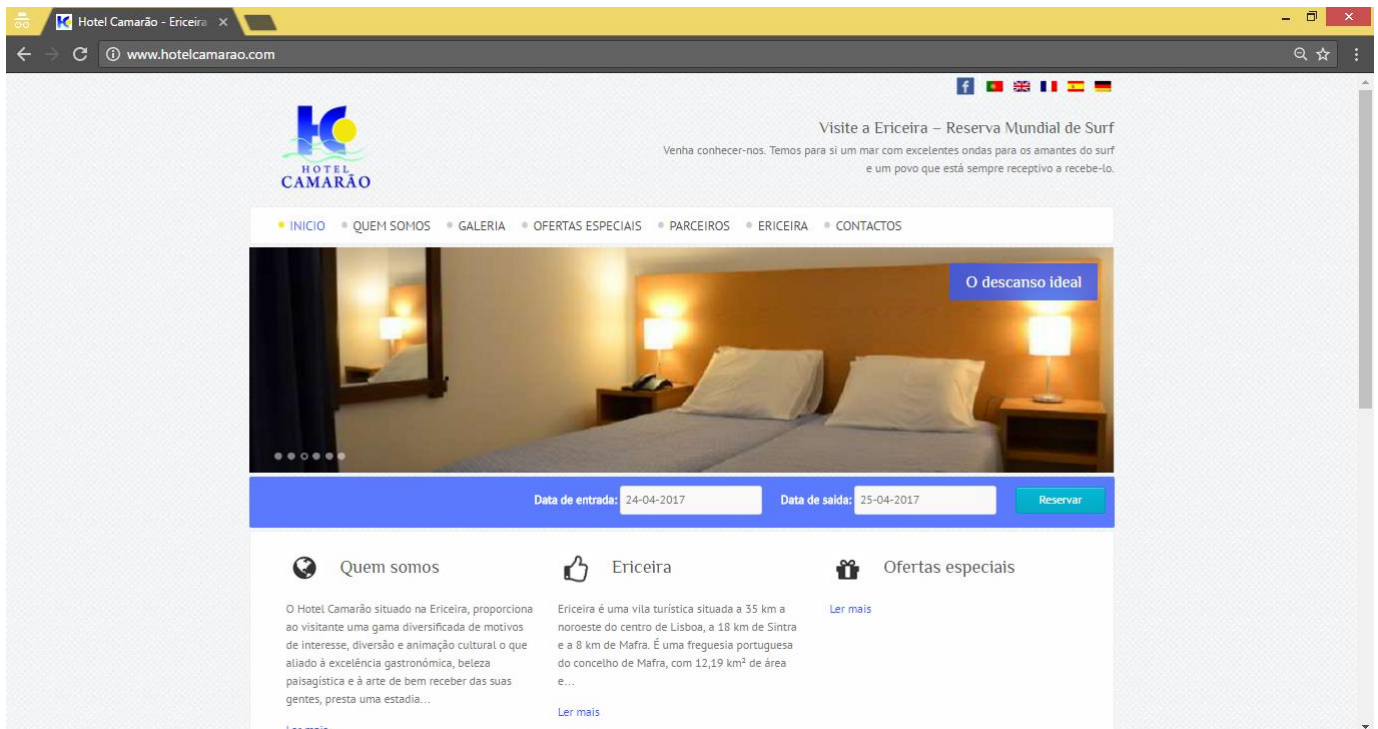 Hotel Camarão - Ericeira
www.hotelcamarao.com
HOTEL
CAMARÃO
Visite a Ericeira – Reserva Mundial de Surf
Venha conhecer-nos. Temos para si um mar com excelentes ondas para os amantes do surf
e um povo que está sempre receptivo a recebe-lo.
INICIO QUEM SOMOS GALERIA OFERTAS ESPECIAIS PARCEIROS ERICEIRA CONTACTOS
O descanso ideal
Data de entrada: 24-04-2017 Data de saida: 25-04-2017 Reservar
Quem somos
O Hotel Camarão situado na Ericeira, proporciona
ao visitante uma gama diversificada de motivos
de interesse, diversão e animação cultural o que
aliado à excelência gastronómica, beleza
paisagística e à arte de bem receber das suas
gentes, presta uma estadia...
Ler mais
Ericeira
Ericeira é uma vila turística situada a 35 km a
noroeste do centro de Lisboa, a 18 km de Sintra
e a 8 km de Mafra. É uma freguesia portuguesa
do concelho de Mafra, com 12,19 km² de área
e...
Ler mais
Ofertas especiais
Ler mais